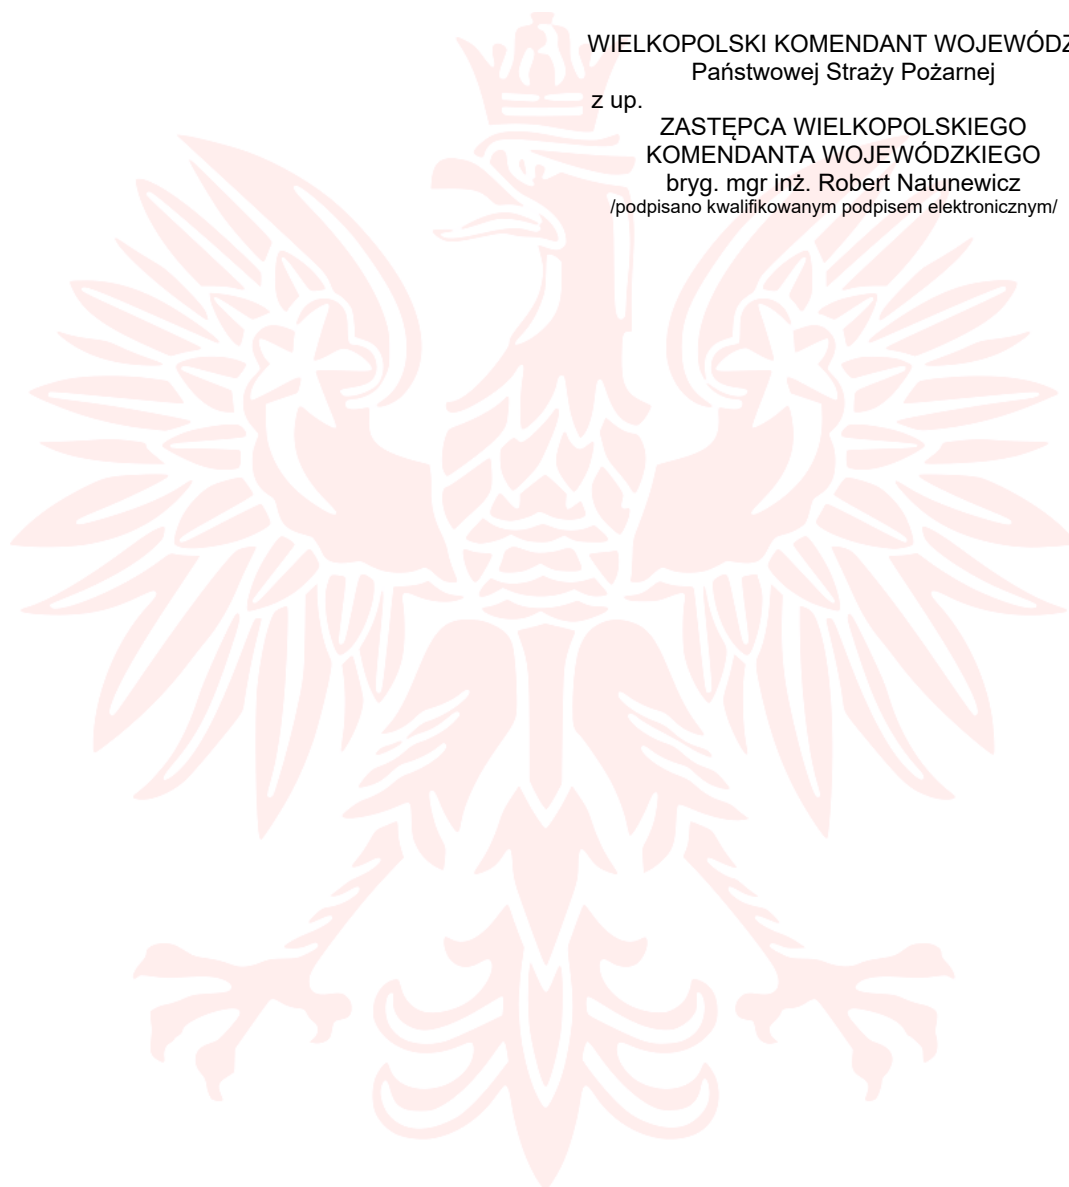 WIELKOPOLSKI KOMENDANT WOJEWÓDZ
Państwowej Straży Pożarnej
z up.
ZASTĘPCA WIELKOPOLSKIEGO
KOMENDANTA WOJEWÓDZKIEGO
bryg. mgr inż. Robert Natunewicz
/podpisano kwalifikowanym podpisem elektronicznym/